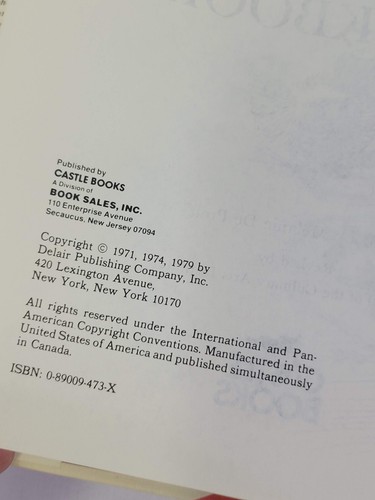 Published by
CASTLE BOOKS
A Division of
BOOK SALES, INC.
110 Enterprise Avenue
Secaucus. New Jersey 07094
Copyright © 1971, 1974, 1979 by
Delair Publishing Company, Inc.
420 Lexington Avenue,
New York, New York 10170
All rights reserved under the International and Pan-
American Copyright Conventions. Manufactured in the
United States of America and published simultaneously
in Canada.
ISBN: 0-89009-473-X